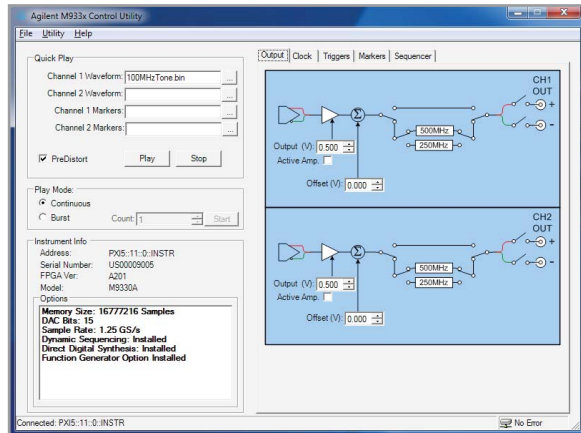 Agilent M933x Control Utility
File Utility Help
Quick Play
Channel 1 Waveform: 100MHzTone.bin ...
Channel 2 Waveform: ...
Channel 1 Markers: ...
Channel 2 Markers: ...
PreDistort Play Stop
Play Mode:
Continuous
Burst Count: 1 Start
Instrument Info
Address: PXI5::11::0::INSTR
Serial Number: US00009005
FPGA Ver: A201
Model: M9330A
Options
Memory Size: 16777216 Samples
DAC Bits: 15
Sample Rate: 1.25 GS/s
Dynamic Sequencing: Installed
Direct Digital Synthesis: Installed
Function Generator Option Installed
Output Clock Triggers Markers Sequencer
CH1
OUT
+
-
Σ
500MHz
250MHz
Output (V): 0.500
Active Amp.
Offset (V): 0.000
CH2
OUT
+
-
Σ
500MHz
250MHz
Output (V): 0.500
Active Amp.
Offset (V): 0.000
Connected: PXI5::11::0::INSTR No Error